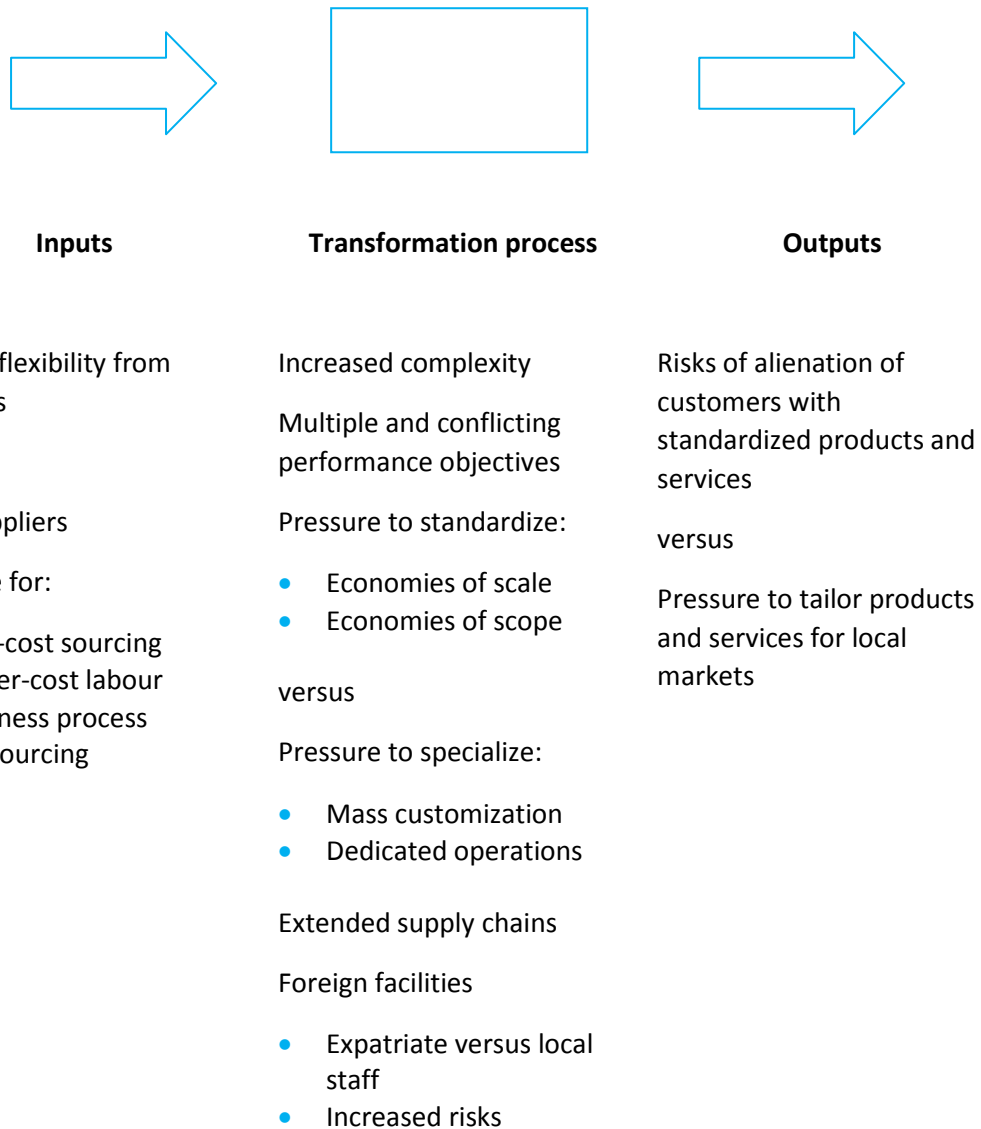 Inputs
Transformation process
Outputs
flexibility from
s
ppliers
for:
-cost sourcing
er-cost labour
ness process
ourcing
Increased complexity
Multiple and conflicting
performance objectives
Pressure to standardize:
• Economies of scale
• Economies of scope
versus
Pressure to specialize:
• Mass customization
• Dedicated operations
Extended supply chains
Foreign facilities
• Expatriate versus local
staff
• Increased risks
Risks of alienation of
customers with
standardized products and
services
versus
Pressure to tailor products
and services for local
markets